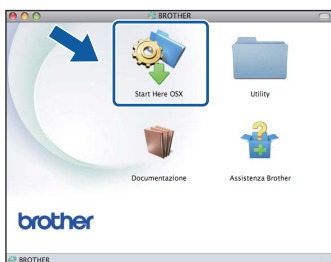 BROTHER
Start Here OSX
Utility
Documentazione
Assistenza Brother
brother
BROTHER